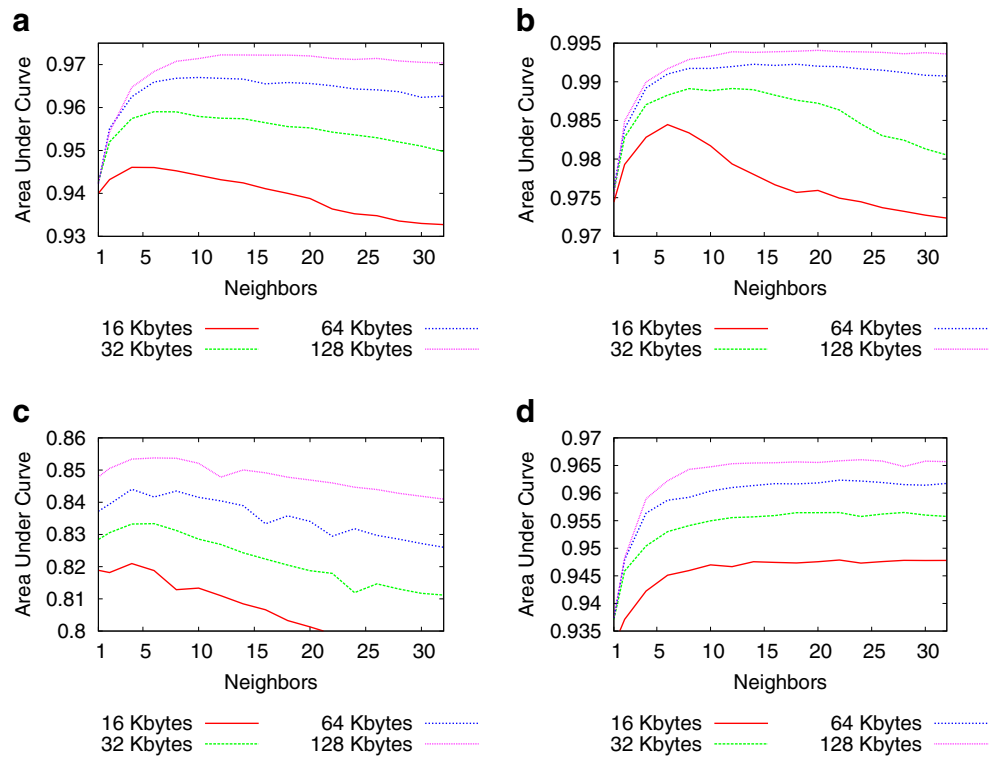 a
b
0.97
0.96
0.95
0.94
0.93
Area Under Curve
1 5 10 15 20 25 30
Neighbors
16 Kbytes
64 Kbytes
32 Kbytes
128 Kbytes
0.995
0.99
0.985
0.98
0.975
0.97
Area Under Curve
1 5 10 15 20 25 30
Neighbors
16 Kbytes
64 Kbytes
32 Kbytes
128 Kbytes
c
d
0.86
0.85
0.84
0.83
0.82
0.81
0.8
Area Under Curve
1 5 10 15 20 25 30
Neighbors
16 Kbytes
64 Kbytes
32 Kbytes
128 Kbytes
0.97
0.965
0.96
0.955
0.95
0.945
0.94
0.935
Area Under Curve
1 5 10 15 20 25 30
Neighbors
16 Kbytes
64 Kbytes
32 Kbytes
128 Kbytes